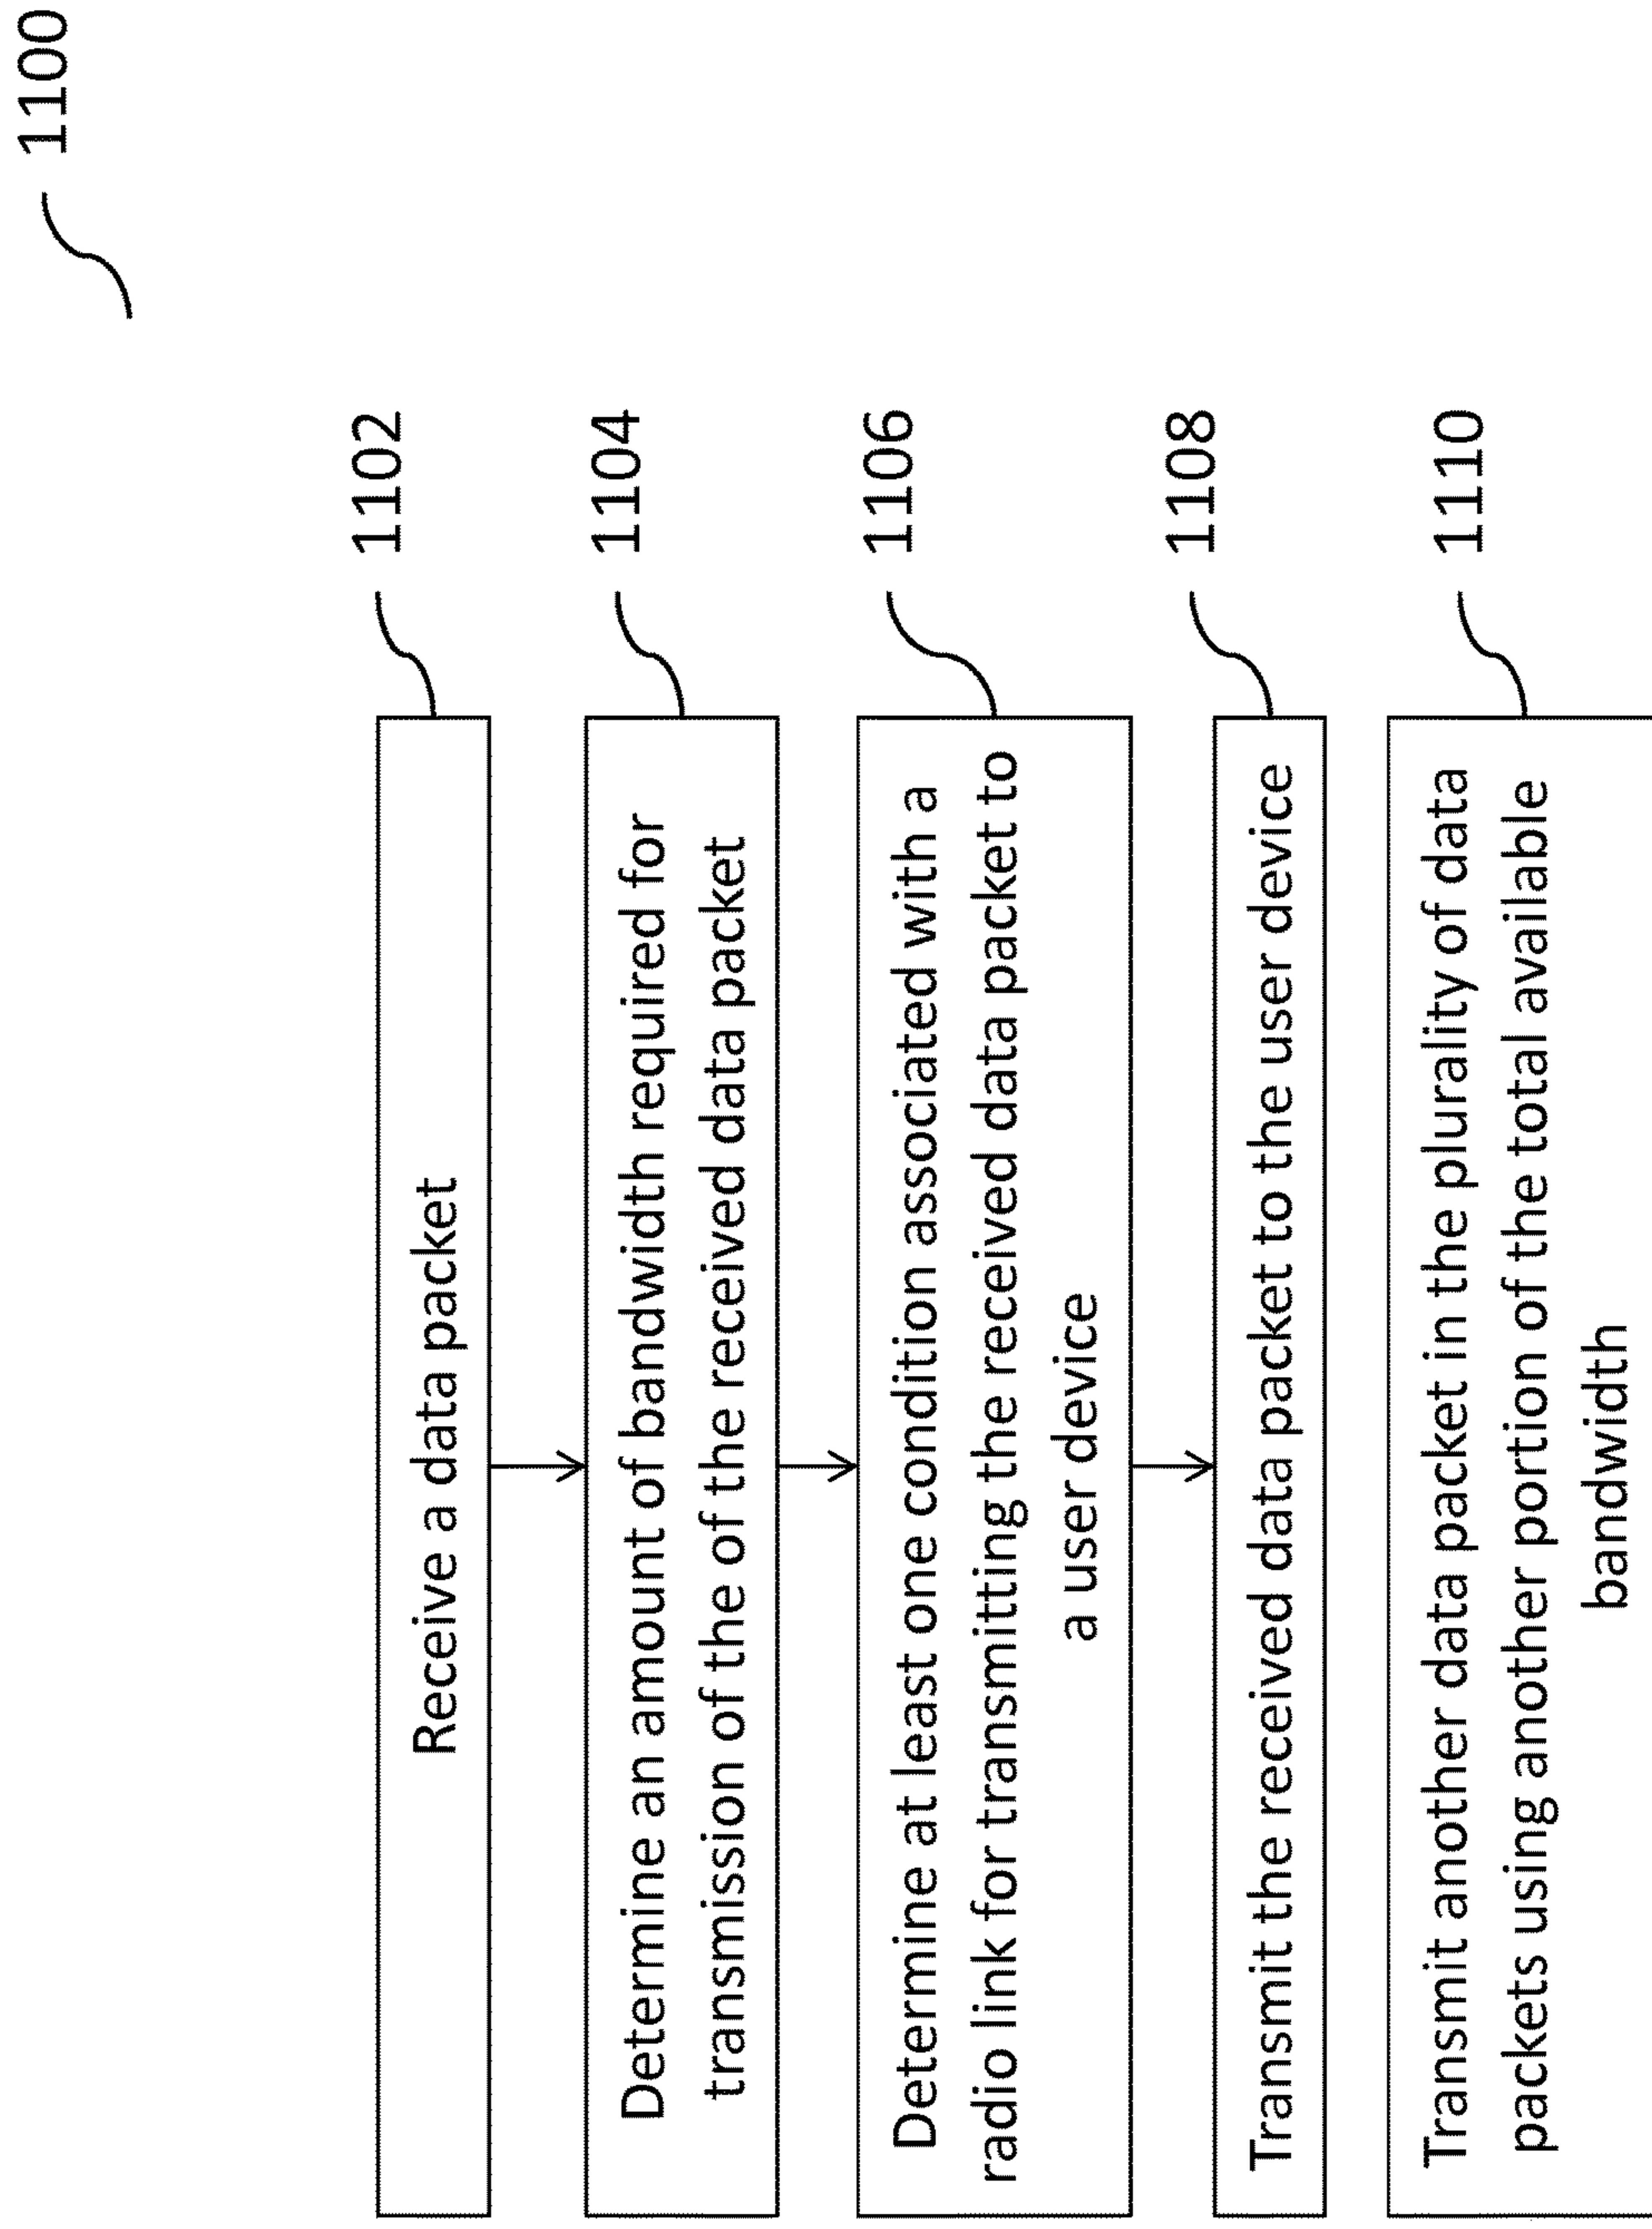 1100
Receive a data packet
1102
Determine an amount of bandwidth required for
transmission of the of the received data packet
1104
Determine at least one condition associated with a
radio link for transmitting the received data packet to
a user device
1106
Transmit the received data packet to the user device
1108
Transmit another data packet in the plurality of data
packets using another portion of the total available
bandwidth
1110